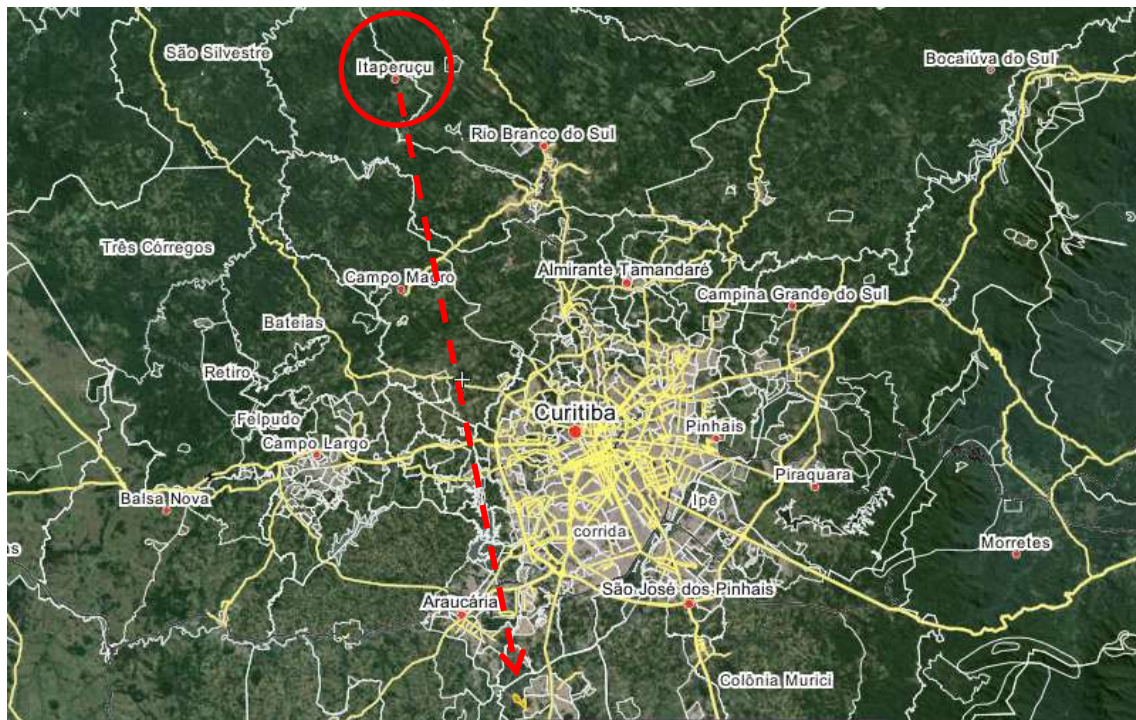 São Silvestre
Itaperuçu
Bocaiúva do Sul
Rio Branco do Sul
Três Córregos
Campo Magro
Almirante Tamandaré
Campina Grande do Sul
Bateias
Retiro
Felpudo
Curitiba
Campo Largo
Pinhais
Piraquara
Balsa Nova
Ipê
corrida
Morretes
as
São José dos Pinhais
Araucária
Colônia Murici